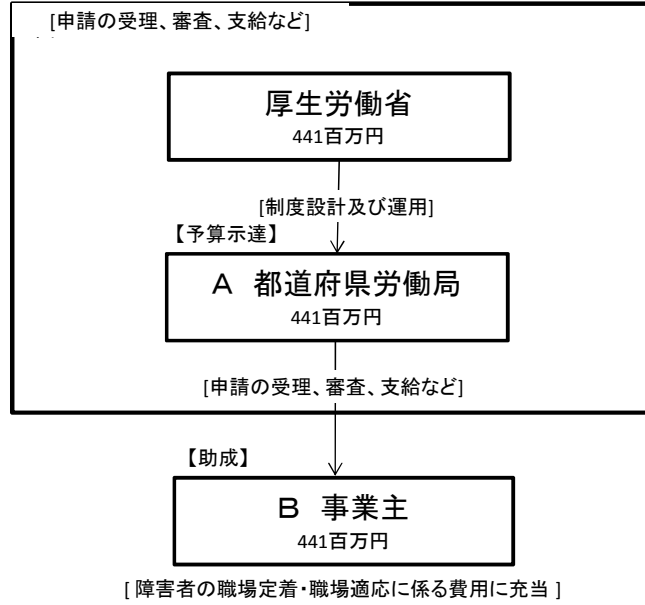 [申請の受理、審査、支給など]
厚生労働省
441百万円
[制度設計及び運用]
【予算示達】
A 都道府県労働局
441百万円
[申請の受理、審査、支給など]
【助成】
B 事業主
441百万円
[ 障害者の職場定着・職場適応に係る費用に充当 ]